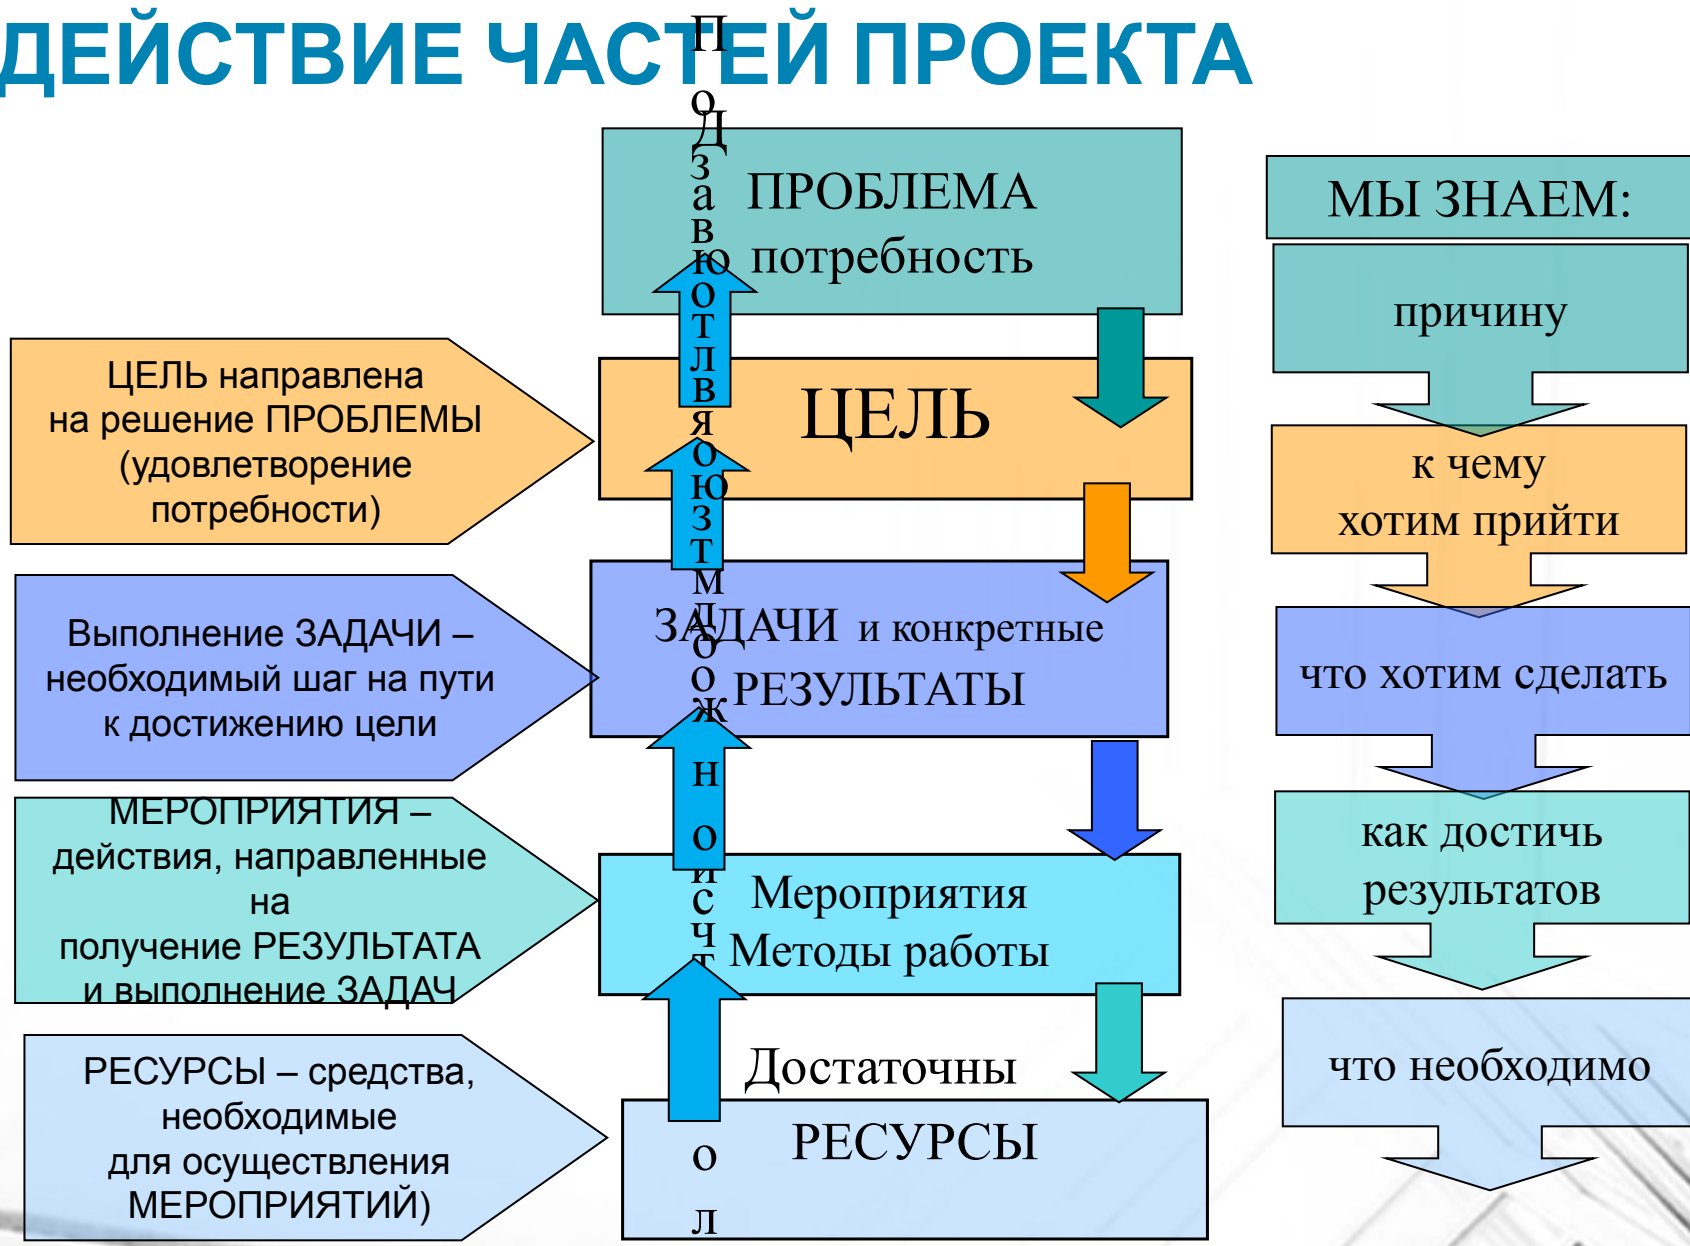 ДЕЙСТВИЕ ЧАСТЕЙ ПРОЕКТА
ПРОБЛЕМА
потребность
МЫ ЗНАЕМ:
причину
ЦЕЛЬ направлена
на решение ПРОБЛЕМЫ
(удовлетворение
потребности)
ЦЕЛЬ
к чему
хотим прийти
Выполнение ЗАДАЧИ –
необходимый шаг на пути
к достижению цели
ЗАДАЧИ и конкретные
РЕЗУЛЬТАТЫ
что хотим сделать
МЕРОПРИЯТИЯ –
действия, направленные
на
получение РЕЗУЛЬТАТА
и выполнение ЗАДАЧ
Мероприятия
Методы работы
как достичь
результатов
РЕСУРСЫ – средства,
необходимые
для осуществления
МЕРОПРИЯТИЙ)
Достаточны
РЕСУРСЫ
что необходимо